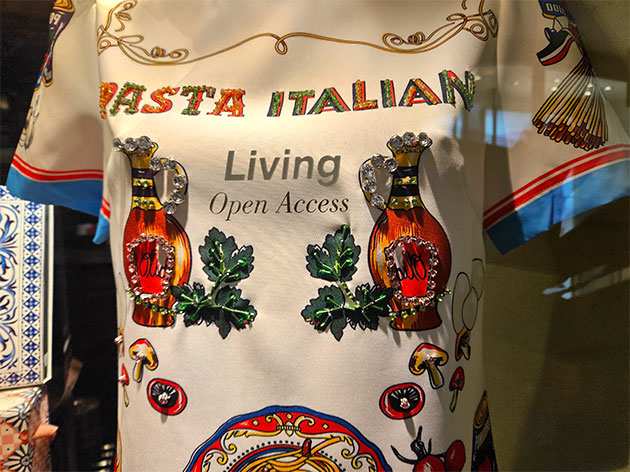 PASTA ITALIAN
Living
Open Access